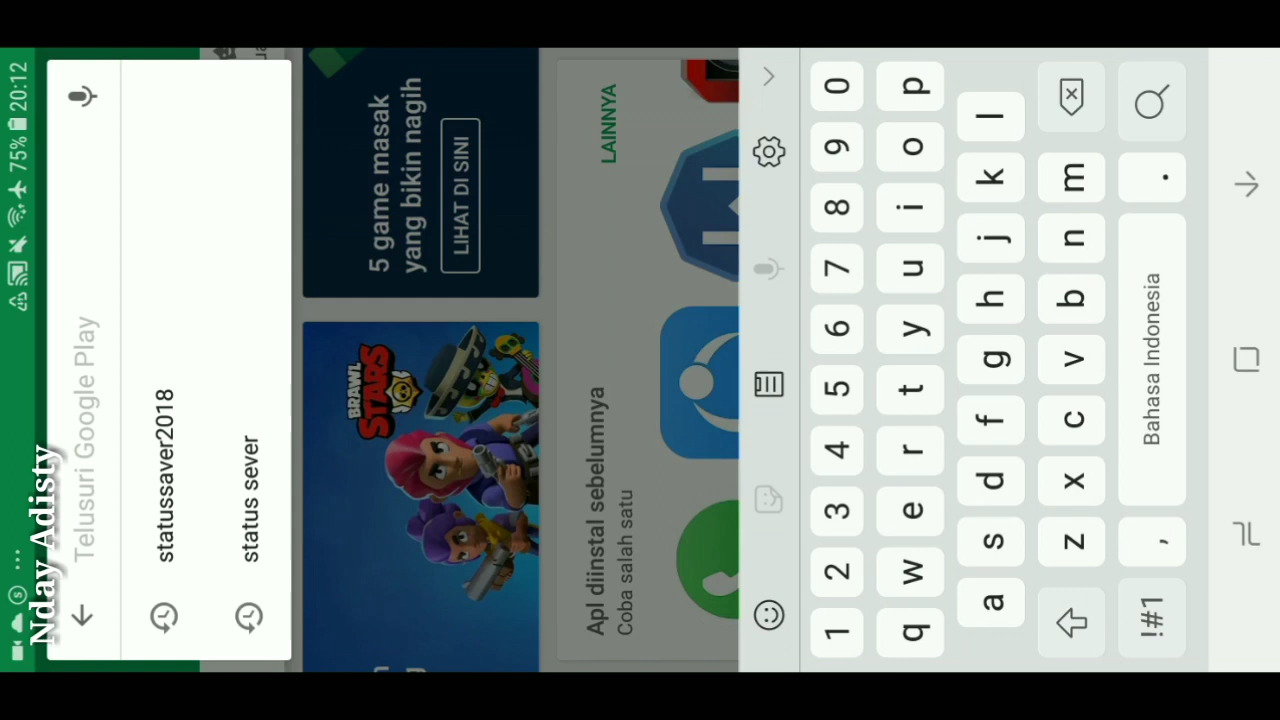 75% 20:12
Nday Adisty
Telusuri Google Play
statussaver2018
status sever
5 game masak
yang bikin nagih
LIHAT DI SINI
BRAWL
STARS
Apl diinstal sebelumnya
LAINNYA
Coba salah satu
1 2 3 4 5 6 7 8 9 0
q w e r t y u i o p
a s d f g h j k l
z x c v b n m
!#1 , Bahasa Indonesia .